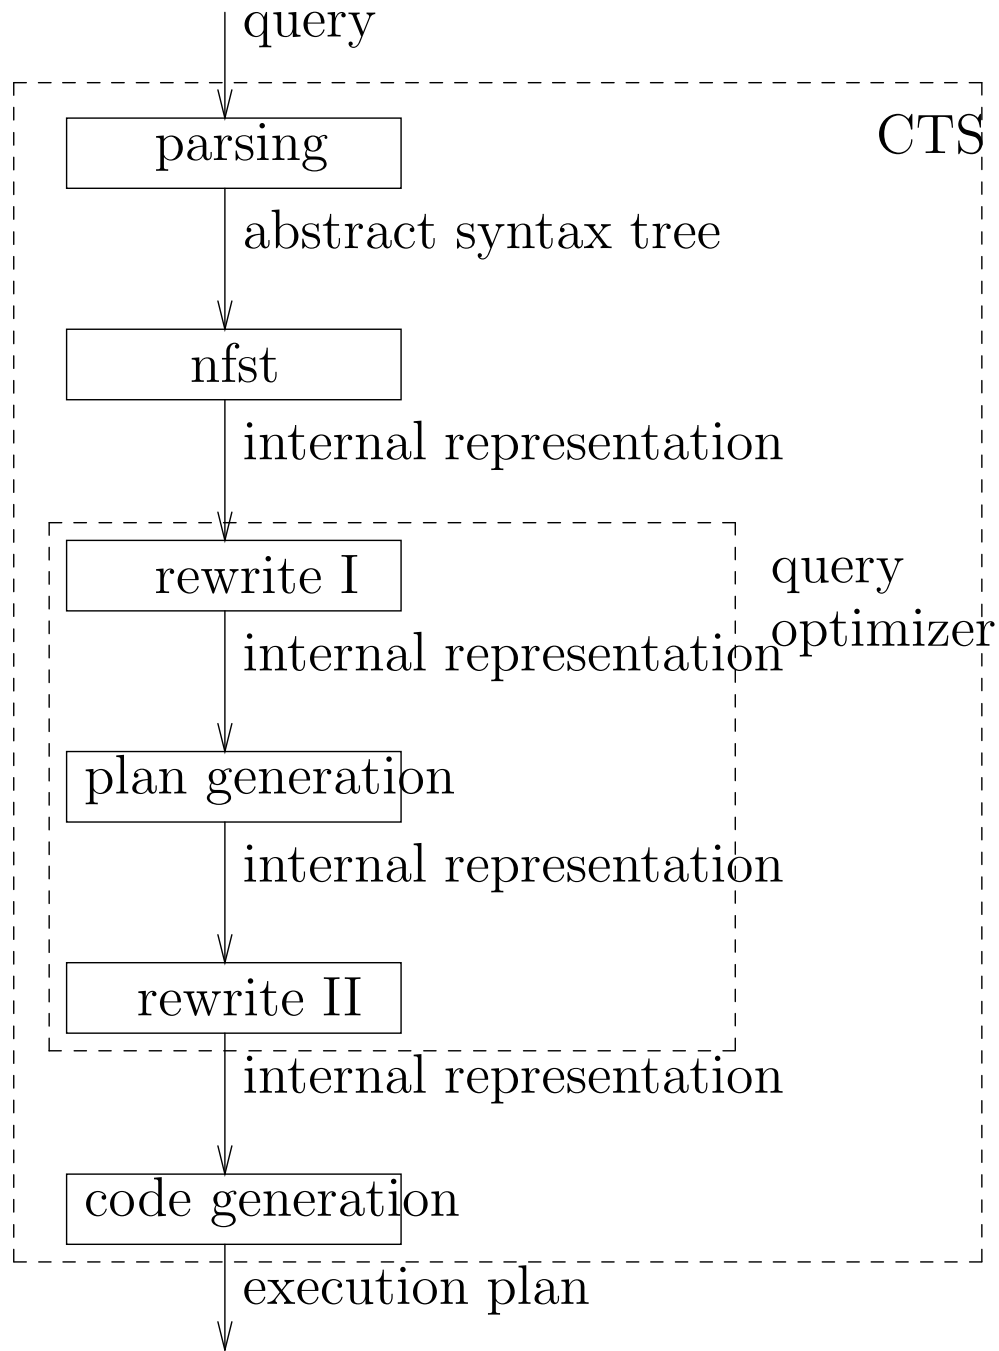 query
CTS
parsing
abstract syntax tree
nfst
internal representation
rewrite I
query
optimizer
internal representation
plan generation
internal representation
rewrite II
internal representation
code generation
execution plan